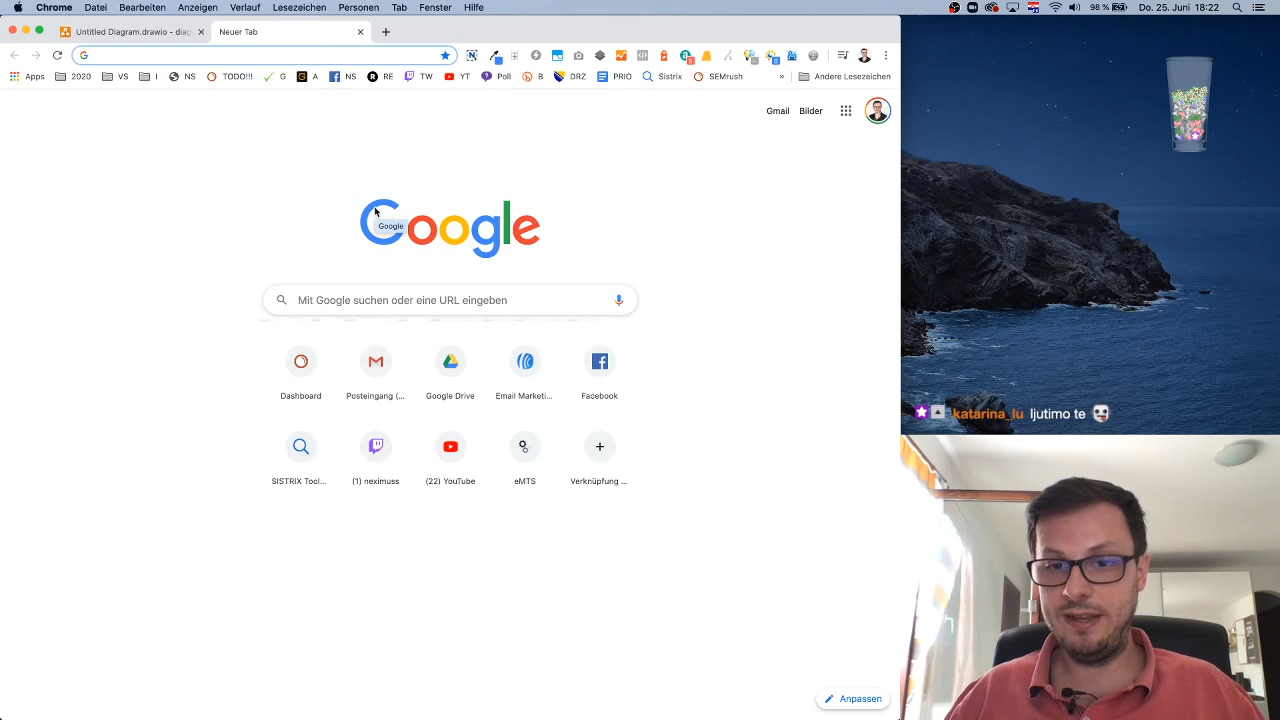 Chrome Datei Bearbeiten Anzeigen Verlauf Lesezeichen Personen Tab Fenster Hilfe 98 % Do. 25. Juni 18:22
Untitled Diagram.drawio - diag Neuer Tab
Apps 2020 VS I NS TODO!!! G A NS RE TW YT Poll B DRZ PRIO Sistrix SEMrush » Andere Lesezeichen
Gmail Bilder
Google
Google
Mit Google suchen oder eine URL eingeben
Dashboard Posteingang (... Google Drive Email Marketi... Facebook
SISTRIX Tool... (1) neximuss (22) YouTube eMTS Verknüpfung ...
katarina_lu ljutimo te
Anpassen